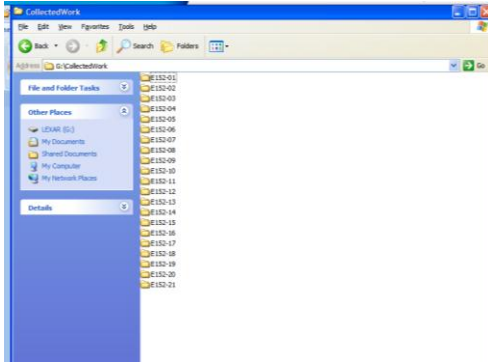 CollectedWork
File Edit View Favorites Tools Help
Back Search Folders
Address G:\CollectedWork Go
File and Folder Tasks
Other Places
LEXAR (G:)
My Documents
Shared Documents
My Computer
My Network Places
Details
E152-01
E152-02
E152-03
E152-04
E152-05
E152-06
E152-07
E152-08
E152-09
E152-10
E152-11
E152-12
E152-13
E152-14
E152-15
E152-16
E152-17
E152-18
E152-19
E152-20
E152-21